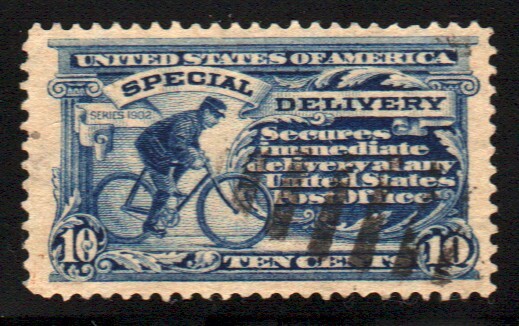 UNITED STATES OF AMERICA
SPECIAL
DELIVERY
SERIES 1902
Secures
immediate
delivery at any
United States
Post Office
10
TEN CENTS
10